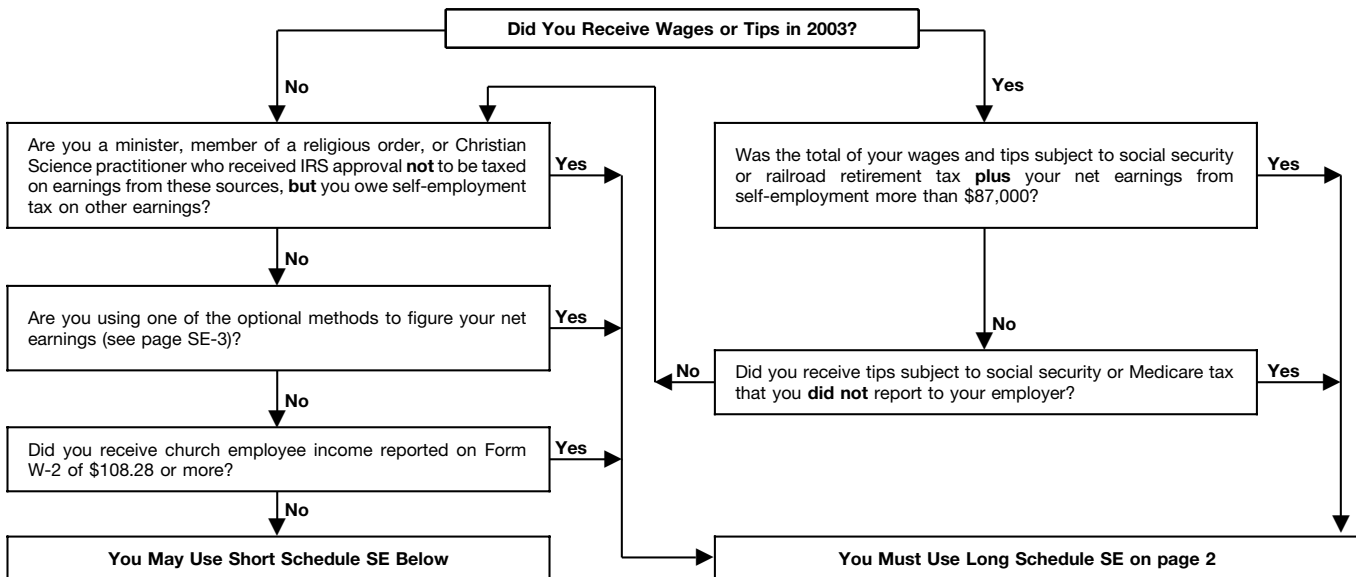 Did You Receive Wages or Tips in 2003?
No
Yes
Are you a minister, member of a religious order, or Christian
Science practitioner who received IRS approval not to be taxed
on earnings from these sources, but you owe self-employment
tax on other earnings?
Yes
Was the total of your wages and tips subject to social security
or railroad retirement tax plus your net earnings from
self-employment more than $87,000?
Yes
No
Are you using one of the optional methods to figure your net
earnings (see page SE-3)?
Yes
No
No
Did you receive tips subject to social security or Medicare tax
that you did not report to your employer?
Yes
No
Did you receive church employee income reported on Form
W-2 of $108.28 or more?
Yes
No
You May Use Short Schedule SE Below
You Must Use Long Schedule SE on page 2